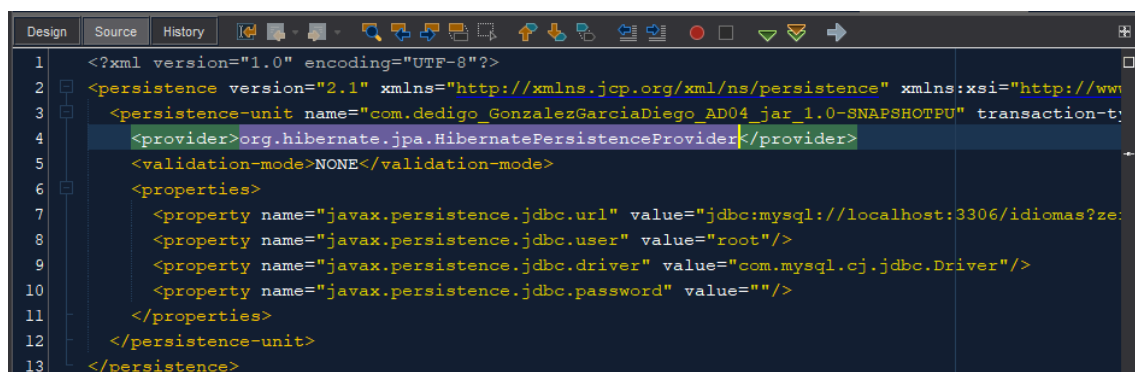 Design Source History
1 <?xml version="1.0" encoding="UTF-8"?>
2 <persistence version="2.1" xmlns="http://xmlns.jcp.org/xml/ns/persistence" xmlns:xsi="http://www
3 <persistence-unit name="com.dedigo_GonzalezGarciaDiego_AD04_jar_1.0-SNAPSHOTPU" transaction-ty
4 <provider>org.hibernate.jpa.HibernatePersistenceProvider</provider>
5 <validation-mode>NONE</validation-mode>
6 <properties>
7 <property name="javax.persistence.jdbc.url" value="jdbc:mysql://localhost:3306/idiomas?ze
8 <property name="javax.persistence.jdbc.user" value="root"/>
9 <property name="javax.persistence.jdbc.driver" value="com.mysql.cj.jdbc.Driver"/>
10 <property name="javax.persistence.jdbc.password" value=""/>
11 </properties>
12 </persistence-unit>
13 </persistence>